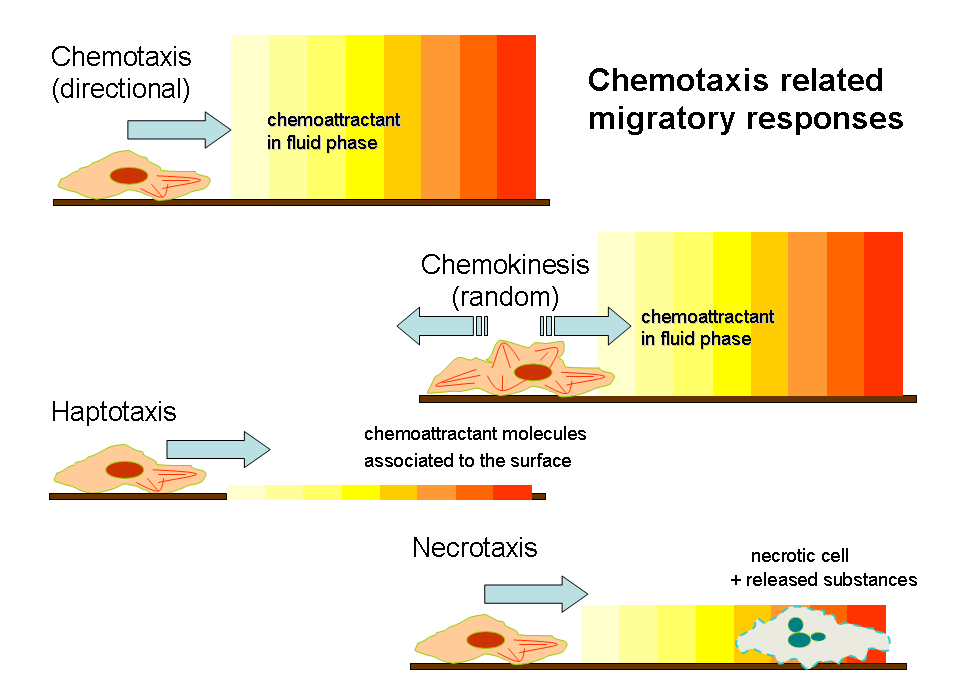 Chemotaxis
(directional)
chemoattractant
in fluid phase
Chemotaxis related
migratory responses
Chemokinesis
(random)
chemoattractant
in fluid phase
Haptotaxis
chemoattractant molecules
associated to the surface
Necrotaxis
necrotic cell
+ released substances